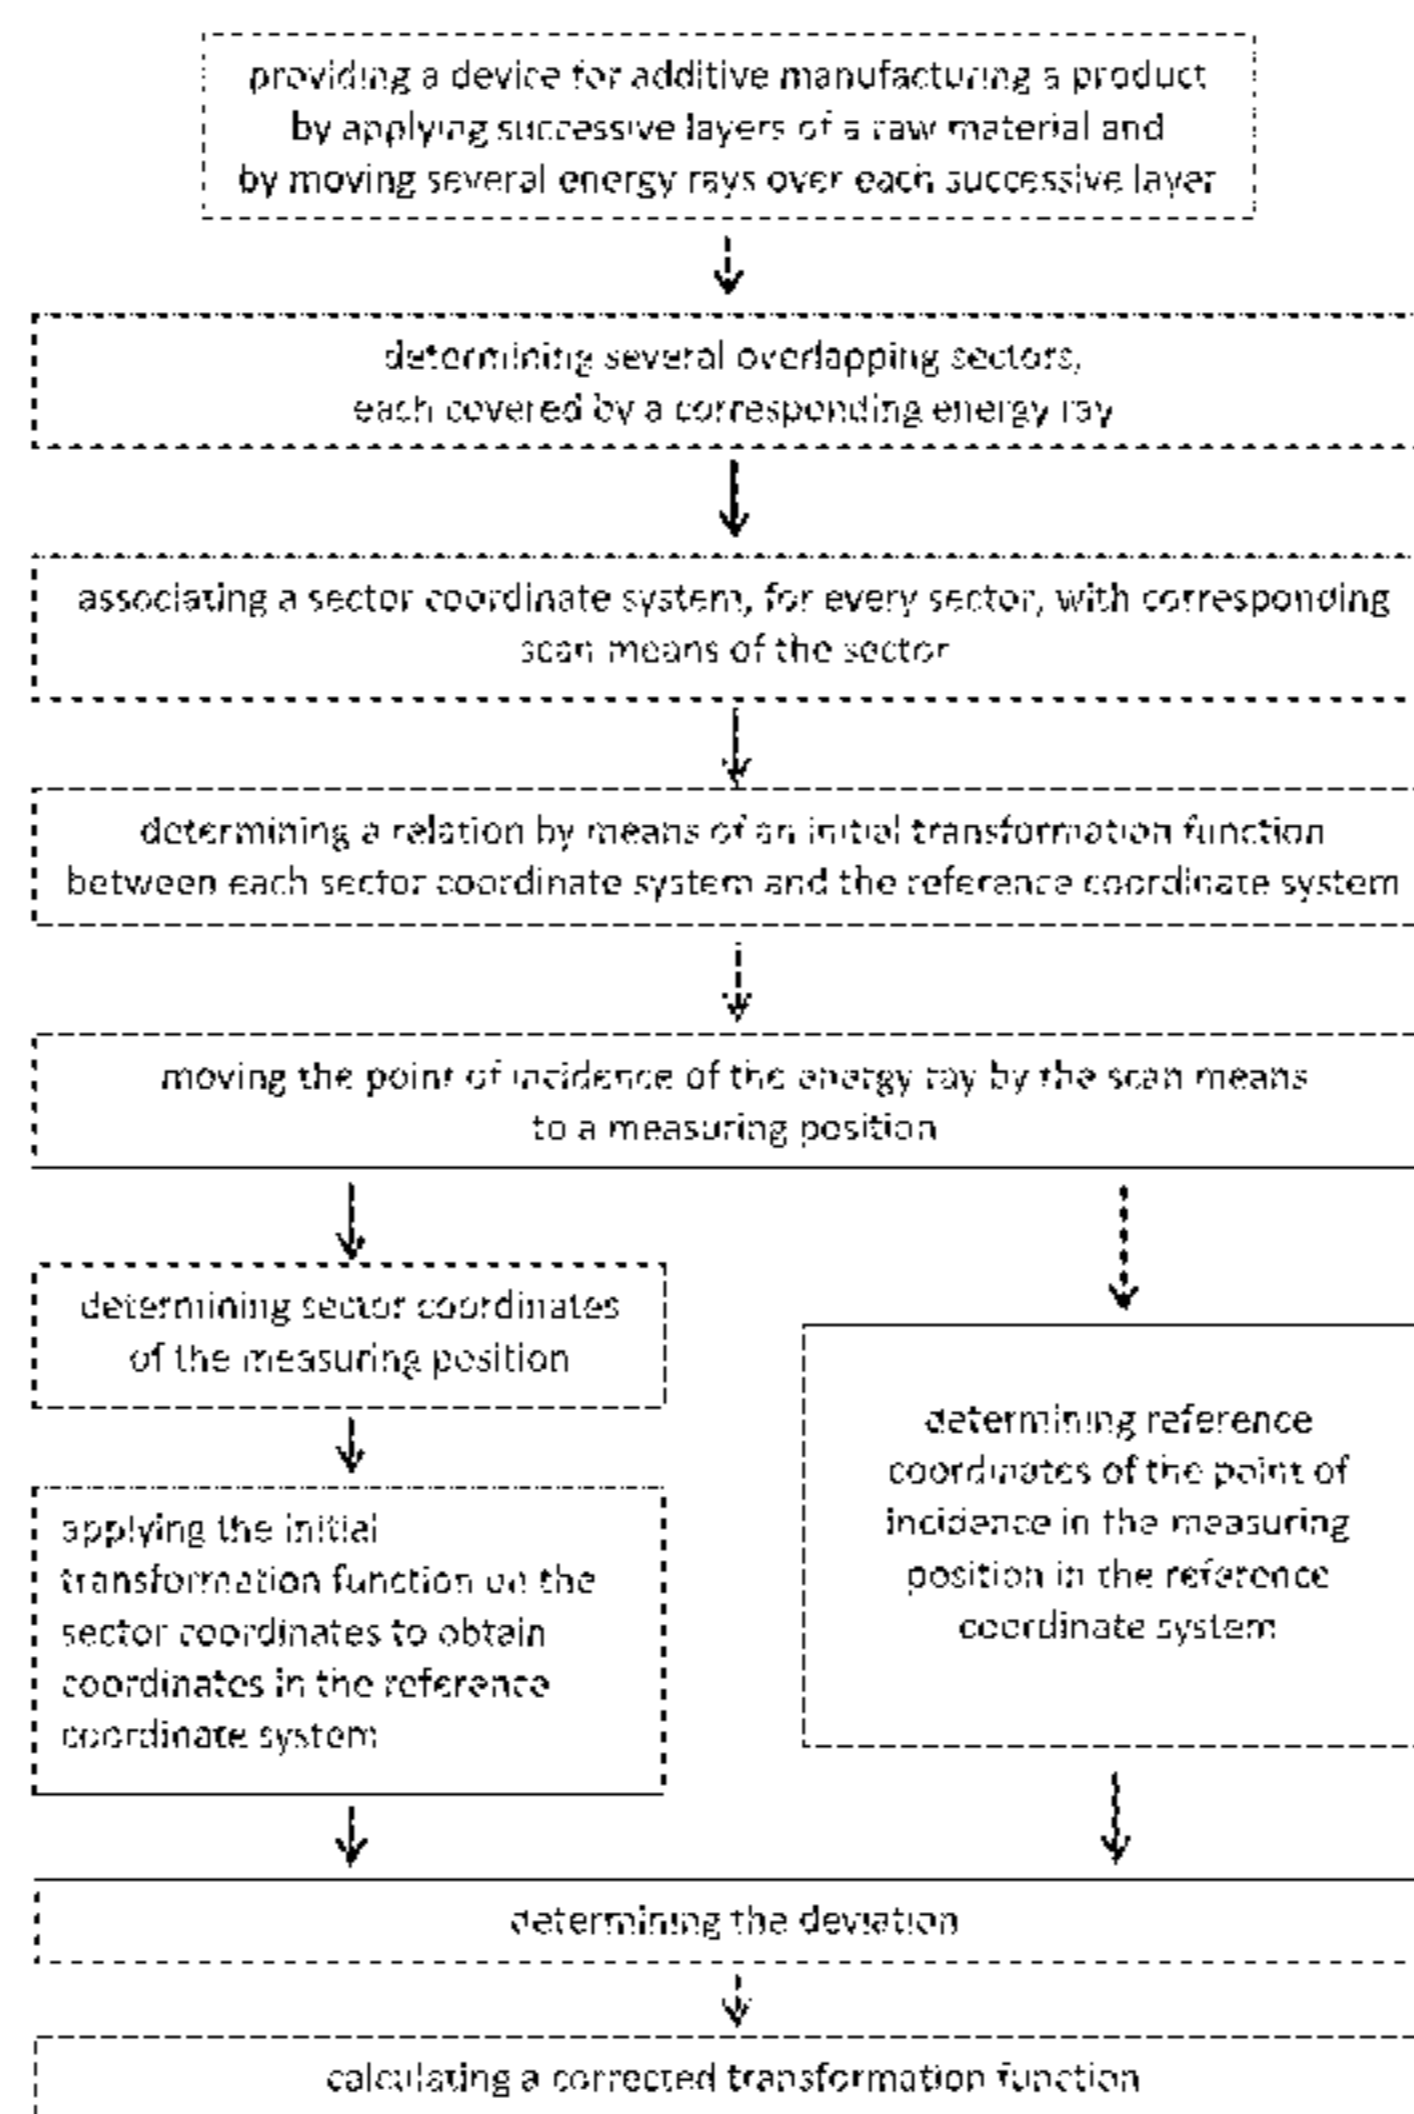 providing a device for additive manufacturing a product
by applying successive layers of a raw material and
by moving several energy rays over each successive layer
determining several overlapping sectors,
each covered by a corresponding energy ray
associating a sector coordinate system, for every sector, with corresponding
scan means of the sector
determining a relation by means of an initial transformation function
between each sector coordinate system and the reference coordinate system
moving the point of incidence of the energy ray by the scan means
to a measuring position
determining sector coordinates
of the measuring position
applying the initial
transformation function on the
sector coordinates to obtain
coordinates in the reference
coordinate system
determining reference
coordinates of the point of
incidence in the measuring
position in the reference
coordinate system
determining the deviation
calculating a corrected transformation function